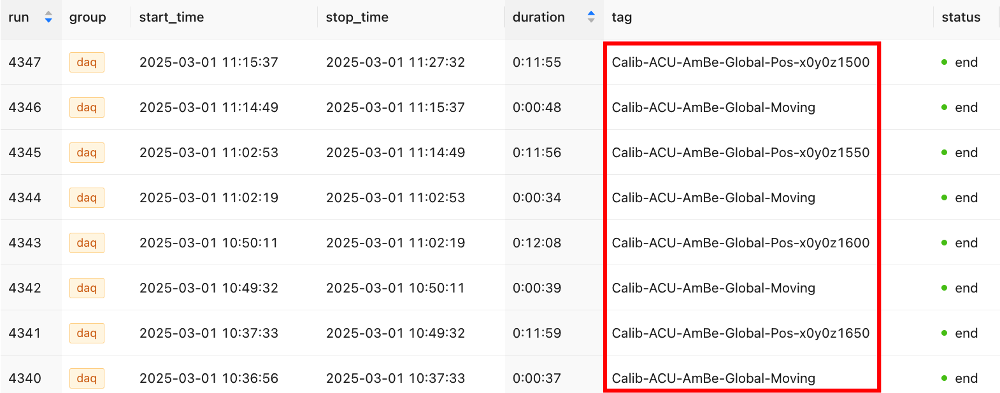 run group start_time stop_time duration tag status
4347 daq 2025-03-01 11:15:37 2025-03-01 11:27:32 0:11:55 Calib-ACU-AmBe-Global-Pos-x0y0z1500 end
4346 daq 2025-03-01 11:14:49 2025-03-01 11:15:37 0:00:48 Calib-ACU-AmBe-Global-Moving end
4345 daq 2025-03-01 11:02:53 2025-03-01 11:14:49 0:11:56 Calib-ACU-AmBe-Global-Pos-x0y0z1550 end
4344 daq 2025-03-01 11:02:19 2025-03-01 11:02:53 0:00:34 Calib-ACU-AmBe-Global-Moving end
4343 daq 2025-03-01 10:50:11 2025-03-01 11:02:19 0:12:08 Calib-ACU-AmBe-Global-Pos-x0y0z1600 end
4342 daq 2025-03-01 10:49:32 2025-03-01 10:50:11 0:00:39 Calib-ACU-AmBe-Global-Moving end
4341 daq 2025-03-01 10:37:33 2025-03-01 10:49:32 0:11:59 Calib-ACU-AmBe-Global-Pos-x0y0z1650 end
4340 daq 2025-03-01 10:36:56 2025-03-01 10:37:33 0:00:37 Calib-ACU-AmBe-Global-Moving end